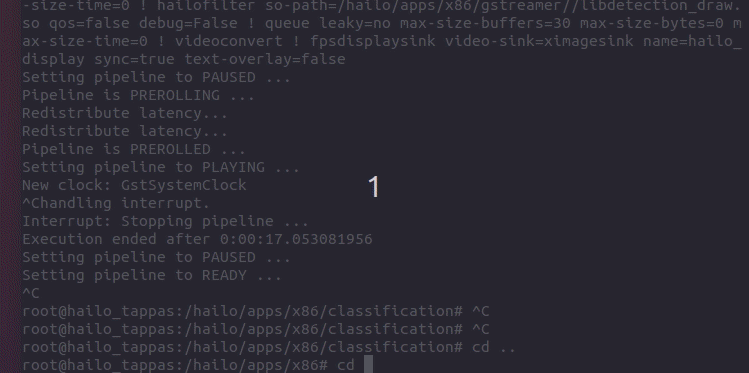 -size-time=0 ! hailofilter so-path=/hailo/apps/x86/gstreamer//libdetection_draw.
so qos=false debug=False ! queue leaky=no max-size-buffers=30 max-size-bytes=0 m
ax-size-time=0 ! videoconvert ! fpsdisplaysink video-sink=ximagesink name=hailo_
display sync=true text-overlay=false
Setting pipeline to PAUSED ...
Pipeline is PREROLLING ...
Redistribute latency...
Redistribute latency...
Pipeline is PREROLLED ...
Setting pipeline to PLAYING ...
New clock: GstSystemClock
1
^Chandling interrupt.
Interrupt: Stopping pipeline ...
Execution ended after 0:00:17.053081956
Setting pipeline to PAUSED ...
Setting pipeline to READY ...
^C
root@hailo_tappas:/hailo/apps/x86/classification# ^C
root@hailo_tappas:/hailo/apps/x86/classification# ^C
root@hailo_tappas:/hailo/apps/x86/classification# cd ..
root@hailo_tappas:/hailo/apps/x86# cd